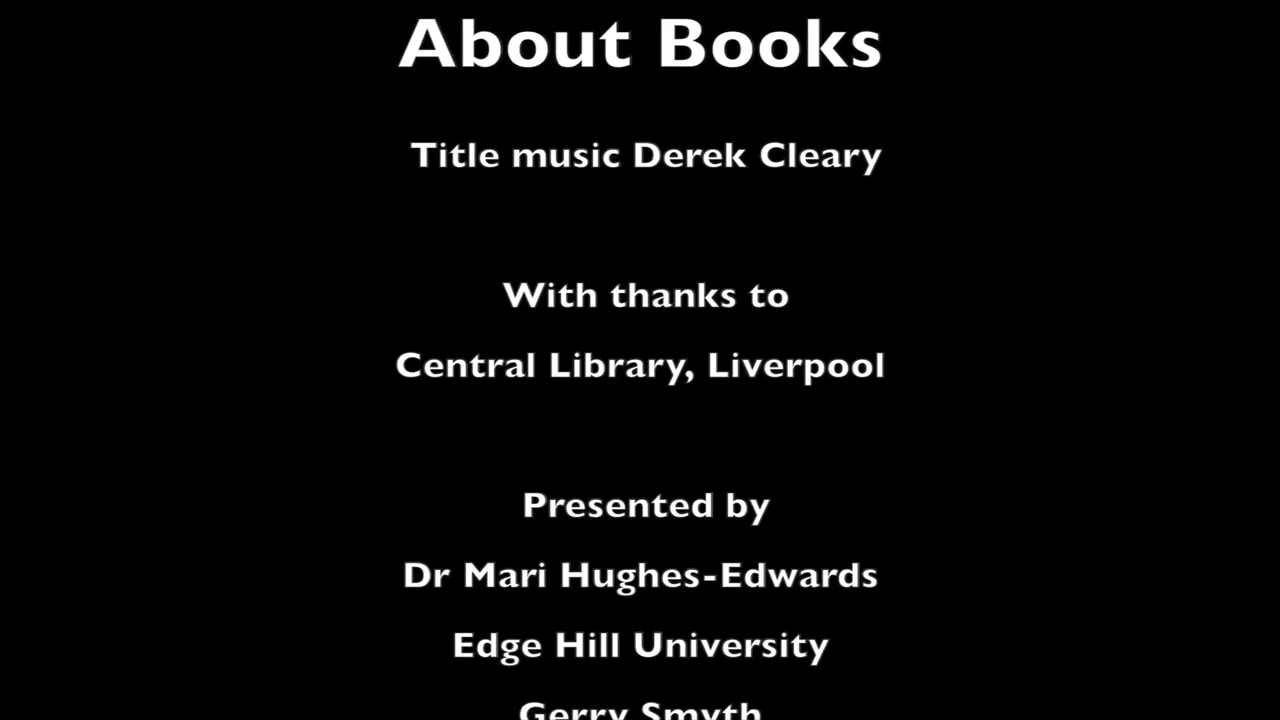 About Books
Title music Derek Cleary
With thanks to
Central Library, Liverpool
Presented by
Dr Mari Hughes-Edwards
Edge Hill University
Gerry Smyth